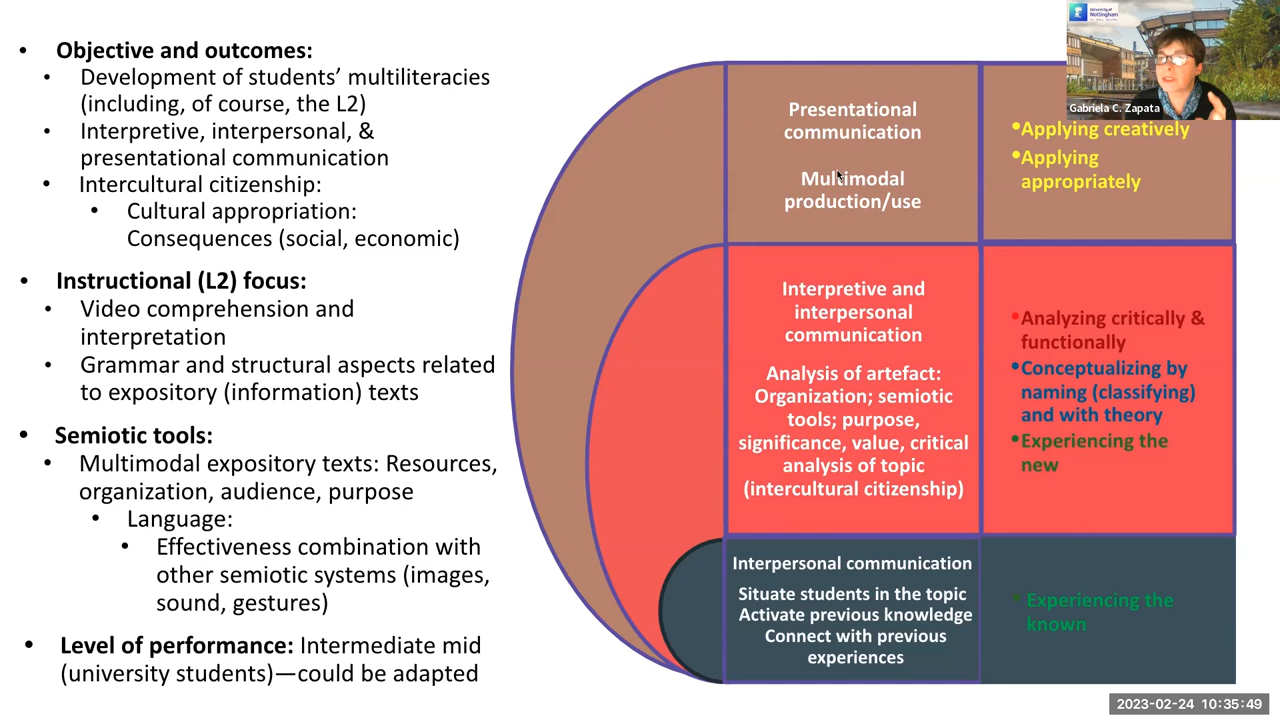 • Objective and outcomes:
• Development of students’ multiliteracies
(including, of course, the L2)
• Interpretive, interpersonal, &
presentational communication
• Intercultural citizenship:
• Cultural appropriation:
Consequences (social, economic)
• Instructional (L2) focus:
• Video comprehension and
interpretation
• Grammar and structural aspects related
to expository (information) texts
• Semiotic tools:
• Multimodal expository texts: Resources,
organization, audience, purpose
• Language:
• Effectiveness combination with
other semiotic systems (images,
sound, gestures)
• Level of performance: Intermediate mid
(university students)—could be adapted
Presentational
communication
Multimodal
production/use
•Applying creatively
•Applying
appropriately
Interpretive and
interpersonal
communication
Analysis of artefact:
Organization; semiotic
tools; purpose,
significance, value, critical
analysis of topic
(intercultural citizenship)
•Analyzing critically &
functionally
•Conceptualizing by
naming (classifying)
and with theory
•Experiencing the
new
Interpersonal communication
Situate students in the topic
Activate previous knowledge
Connect with previous
experiences
• Experiencing the
known
University of
Nottingham
Gabriela C. Zapata
2023-02-24 10:35:49